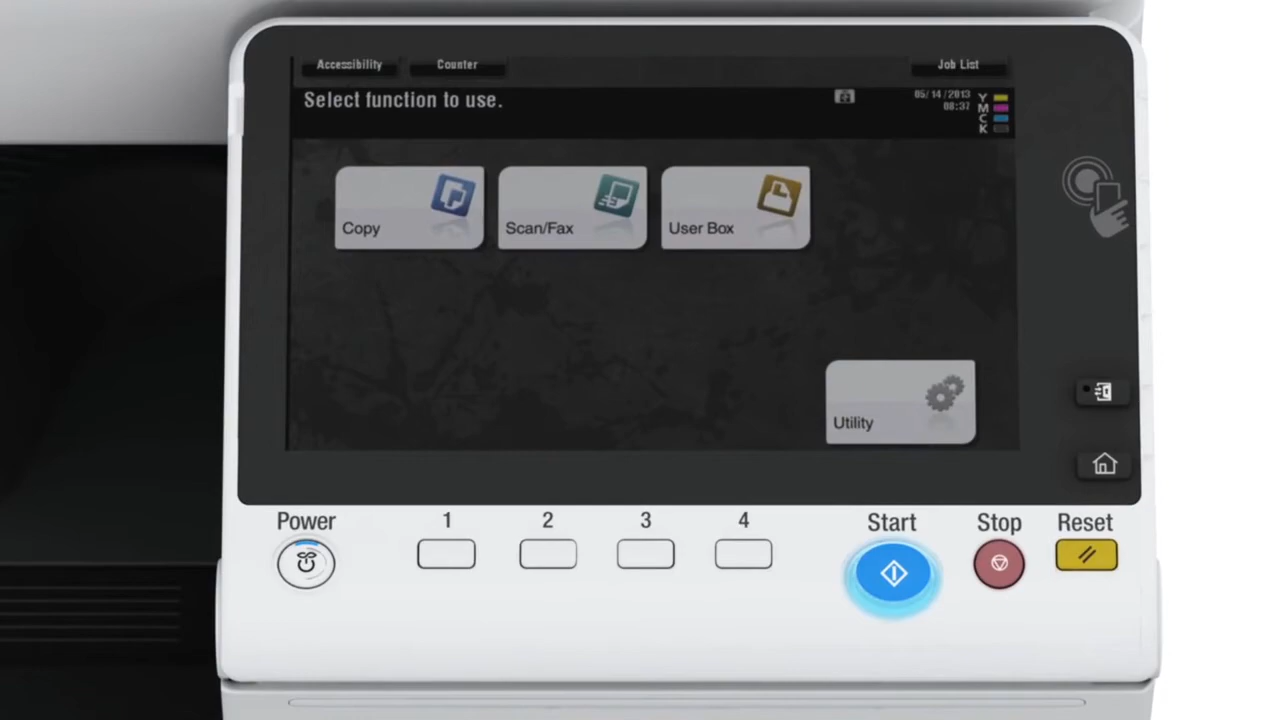 Accessibility Counter Job List
Select function to use.
05/14/2013
08:37
Y
M
C
K
Copy Scan/Fax User Box
Utility
Power 1 2 3 4 Start Stop Reset